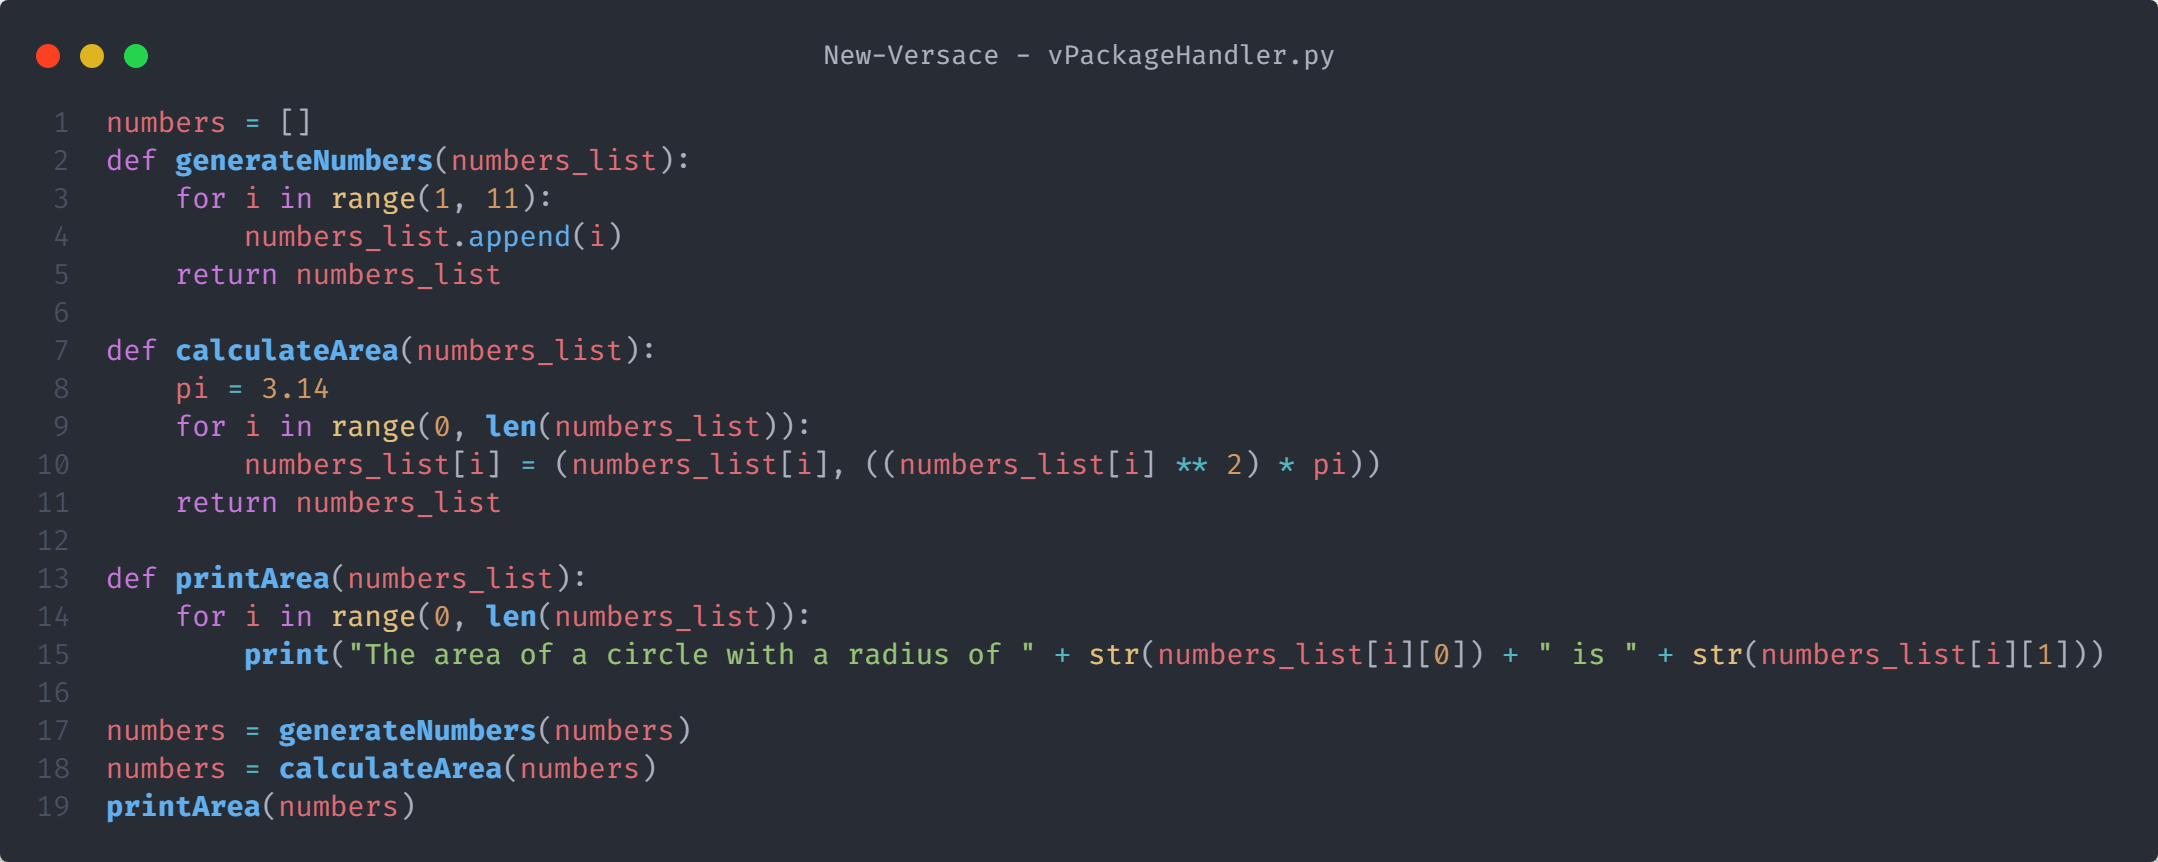 New-Versace - vPackageHandler.py
1 numbers = []
2 def generateNumbers(numbers_list):
3     for i in range(1, 11):
4         numbers_list.append(i)
5     return numbers_list
6
7 def calculateArea(numbers_list):
8     pi = 3.14
9     for i in range(0, len(numbers_list)):
10         numbers_list[i] = (numbers_list[i], ((numbers_list[i] ** 2) * pi))
11     return numbers_list
12
13 def printArea(numbers_list):
14     for i in range(0, len(numbers_list)):
15         print("The area of a circle with a radius of " + str(numbers_list[i][0]) + " is " + str(numbers_list[i][1]))
16
17 numbers = generateNumbers(numbers)
18 numbers = calculateArea(numbers)
19 printArea(numbers)